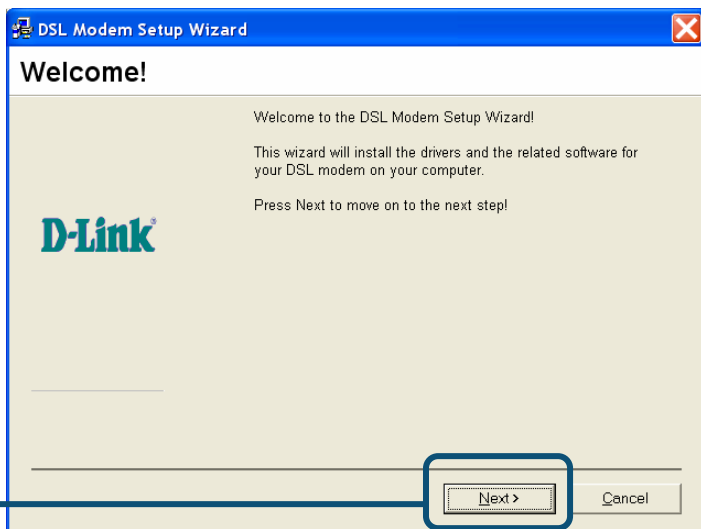 DSL Modem Setup Wizard
Welcome!
Welcome to the DSL Modem Setup Wizard!
This wizard will install the drivers and the related software for
your DSL modem on your computer.
Press Next to move on to the next step!
D-Link®
Next >
Cancel